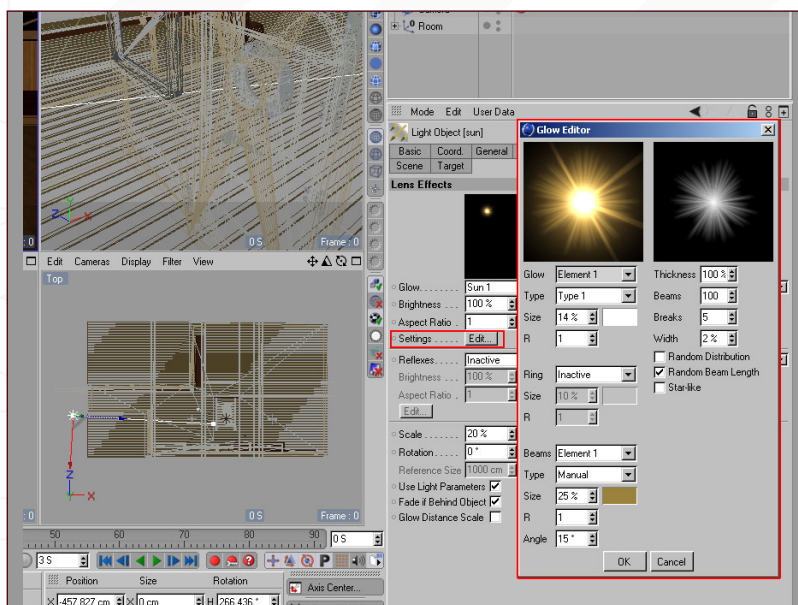 Room
Mode Edit User Data
Light Object [sun]
Basic Coord. General
Scene Target
Lens Effects
Glow........ Sun 1
Brightness ... 100 %
Aspect Ratio . 1
Settings ..... Edit...
Reflexes..... Inactive
Brightness ... 100 %
Aspect Ratio . 1
Edit...
Scale ....... 20 %
Rotation..... 0 °
Reference Size 1000 cm
Use Light Parameters
Fade if Behind Object
Glow Distance Scale
Glow Editor
Glow Element 1
Type Type 1
Size 14 %
R 1
Ring Inactive
Size 10 %
R 1
Beams Element 1
Type Manual
Size 25 %
R 1
Angle 15 °
Thickness 100 %
Beams 100
Breaks 5
Width 2 %
Random Distribution
Random Beam Length
Star-like
OK Cancel
Z X
: 0 0 S Frame : 0
Edit Cameras Display Filter View
Top
Z
X
: 0 0 S Frame : 0
50 60 70 80 90 0 S
3 S
P
Position Size Rotation
X -457.827 cm X 0 cm H 266.436 °
Axis Center...